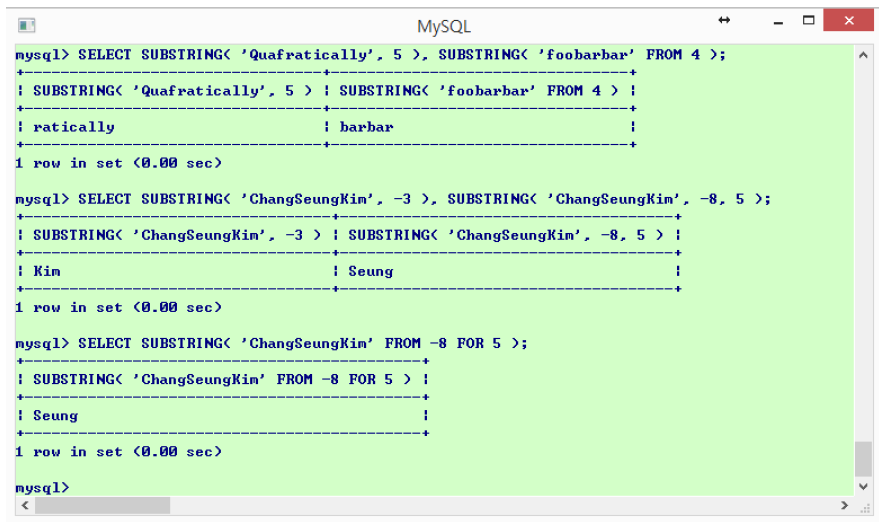 MySQL
mysql> SELECT SUBSTRING( 'Quafratically', 5 ), SUBSTRING( 'foobarbar' FROM 4 );
+---------------------------------+---------------------------------+
| SUBSTRING( 'Quafratically', 5 ) | SUBSTRING( 'foobarbar' FROM 4 ) |
+---------------------------------+---------------------------------+
| ratically                       | barbar                          |
+---------------------------------+---------------------------------+
1 row in set (0.00 sec)
mysql> SELECT SUBSTRING( 'ChangSeungKim', -3 ), SUBSTRING( 'ChangSeungKim', -8, 5 );
+----------------------------------+-------------------------------------+
| SUBSTRING( 'ChangSeungKim', -3 ) | SUBSTRING( 'ChangSeungKim', -8, 5 ) |
+----------------------------------+-------------------------------------+
| Kim                              | Seung                               |
+----------------------------------+-------------------------------------+
1 row in set (0.00 sec)
mysql> SELECT SUBSTRING( 'ChangSeungKim' FROM -8 FOR 5 );
+--------------------------------------------+
| SUBSTRING( 'ChangSeungKim' FROM -8 FOR 5 ) |
+--------------------------------------------+
| Seung                                      |
+--------------------------------------------+
1 row in set (0.00 sec)
mysql>